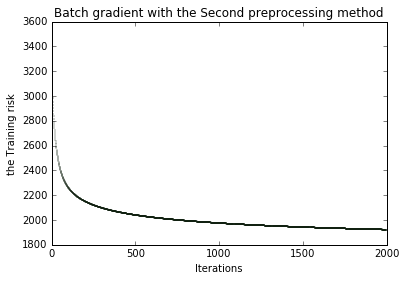 Batch gradient with the Second preprocessing method
3600
3400
3200
3000
2800
2600
2400
2200
2000
1800
the Training risk
0 500 1000 1500 2000
Iterations